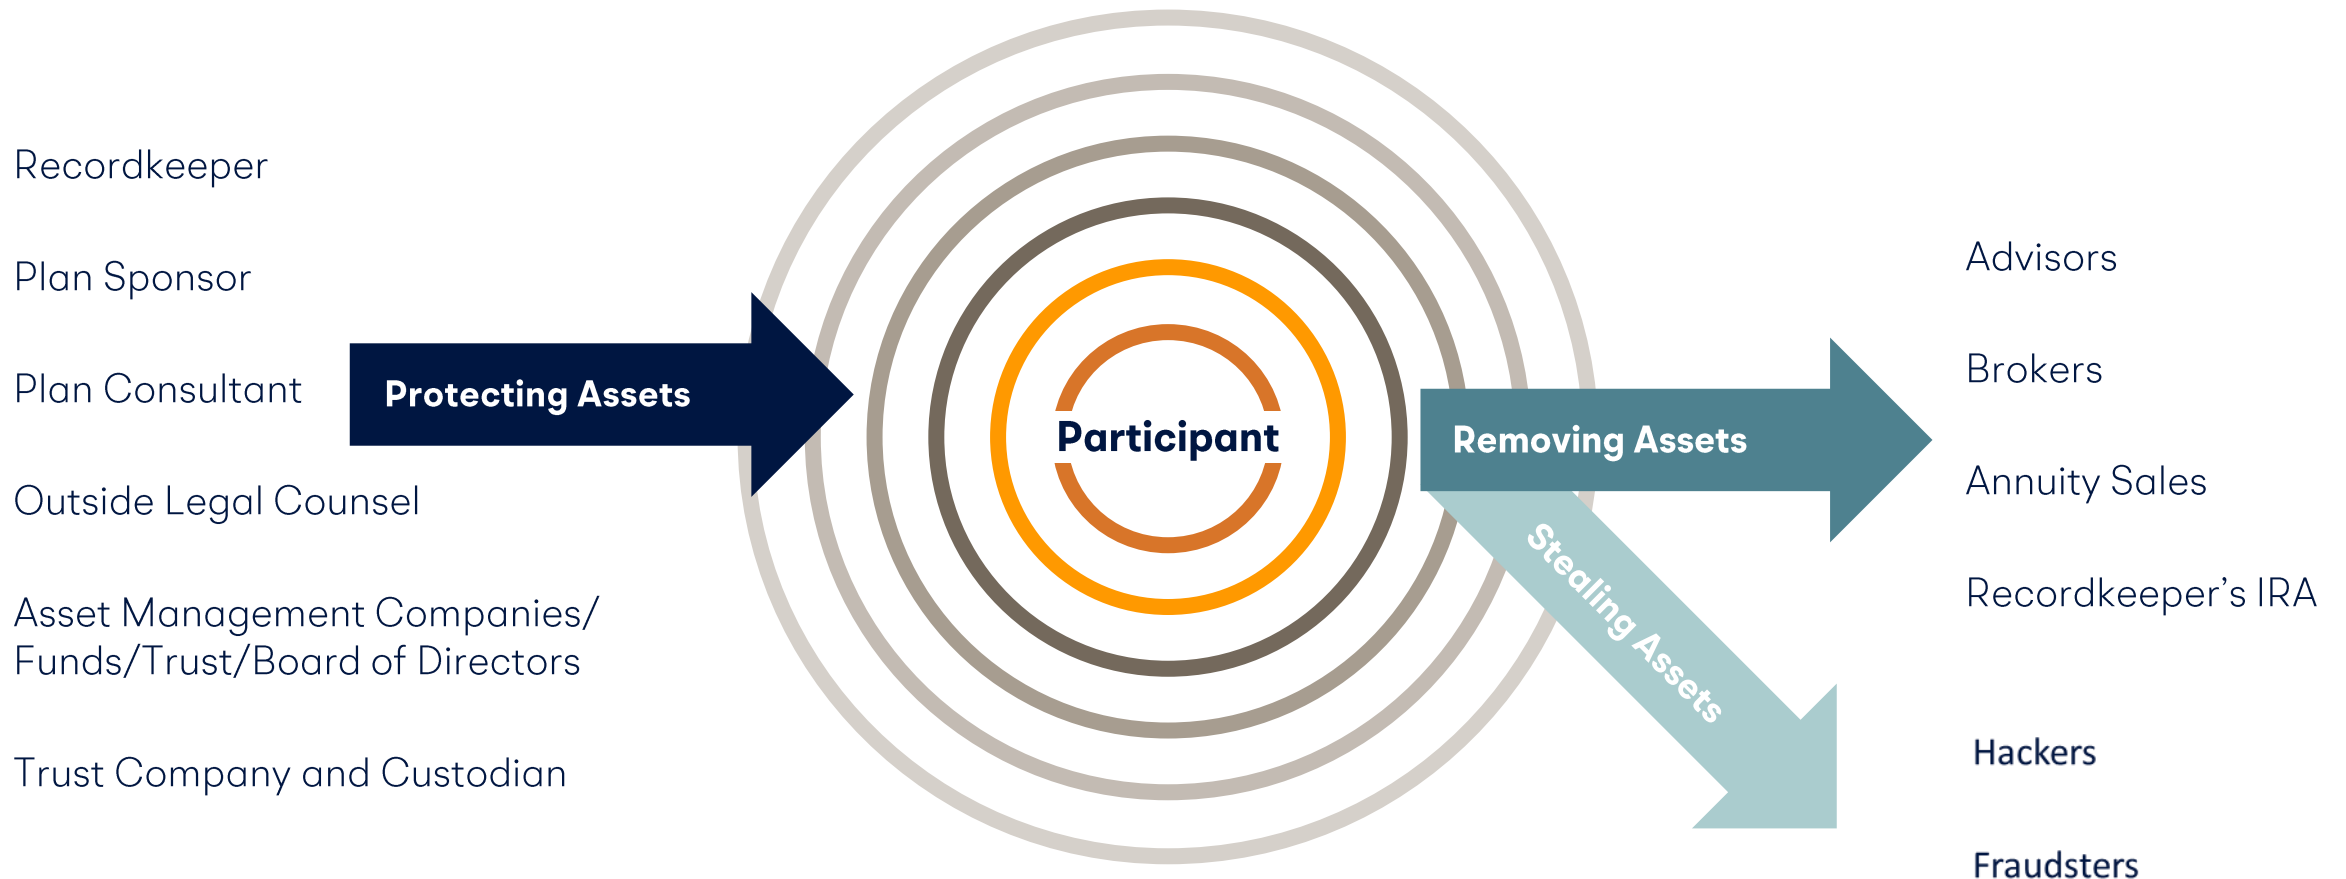 Recordkeeper
Plan Sponsor
Plan Consultant
Outside Legal Counsel
Asset Management Companies/
Funds/Trust/Board of Directors
Trust Company and Custodian
Protecting Assets
Participant
Removing Assets
Stealing Assets
Advisors
Brokers
Annuity Sales
Recordkeeper’s IRA
Hackers
Fraudsters